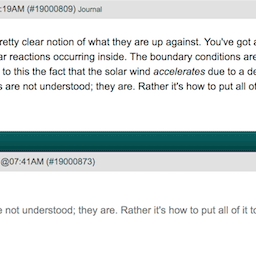 :19AM (#19000809) Journal
retty clear notion of what they are up against. You've got a
ar reactions occurring inside. The boundary conditions are
to this the fact that the solar wind accelerates due to a de
s are not understood; they are. Rather it's how to put all of
@07:41AM (#19000873)
e not understood; they are. Rather it's how to put all of it to